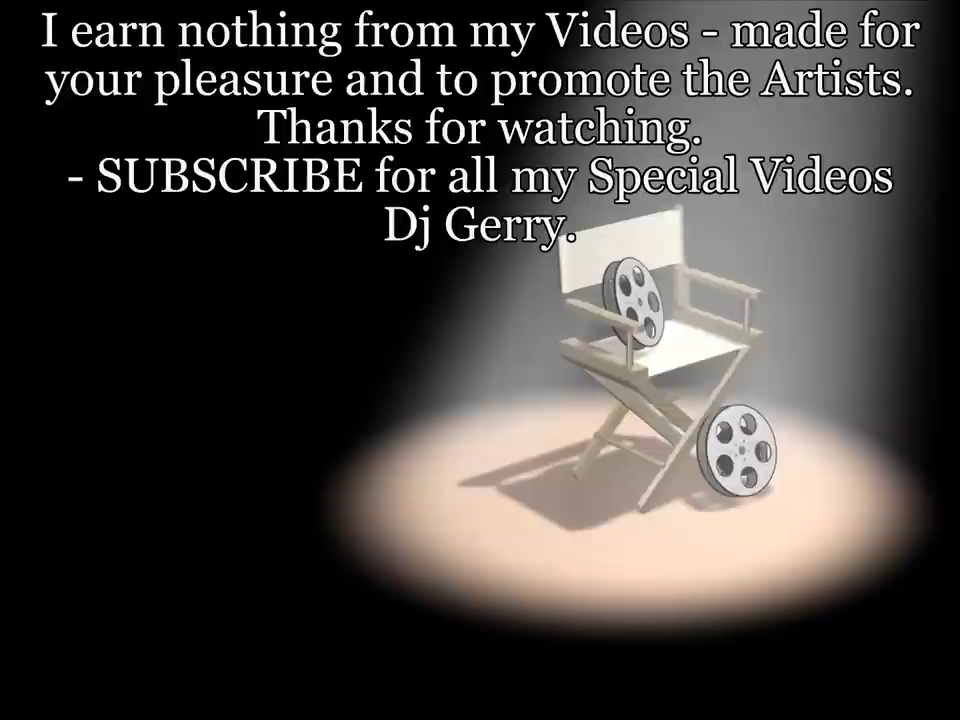 I earn nothing from my Videos - made for
your pleasure and to promote the Artists.
Thanks for watching.
- SUBSCRIBE for all my Special Videos
Dj Gerry.